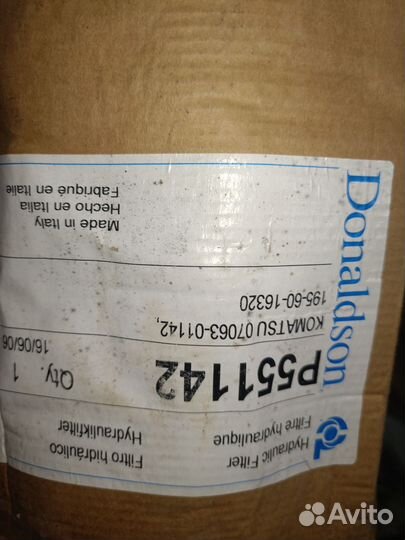 Donaldson
Hydraulic Filter
Filtre hydraulique
Filtro hidráulico
Hydraulikfilter
P551142
Qty. 1
16/06/06
KOMATSU 07063-01142,
195-60-16320
Made in Italy
Hecho en Italia
Fabriqué en Italie
Avito